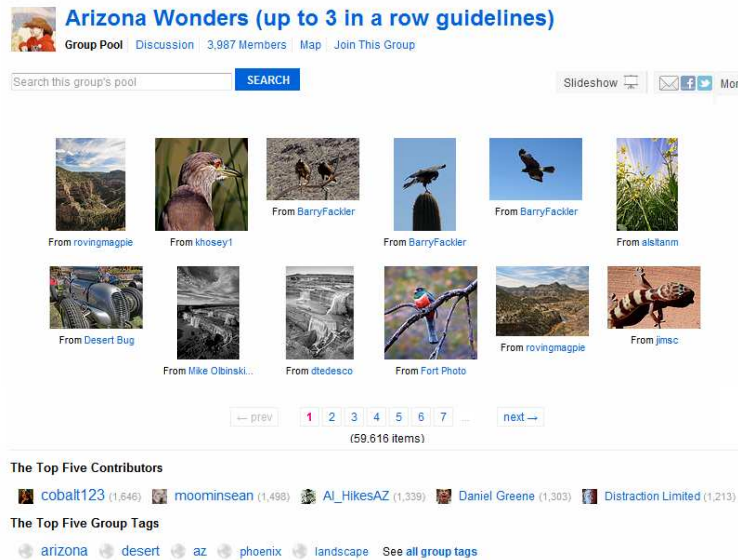 Arizona Wonders (up to 3 in a row guidelines)
Group Pool Discussion 3,987 Members Map Join This Group
Search this group's pool SEARCH Slideshow Mor
From rovingmagpie From khosey1 From BarryFackler From BarryFackler From BarryFackler From alsltanm
From Desert Bug From Mike Olbinski... From dtedesco From Fort Photo From rovingmagpie From jimsc
← prev 1 2 3 4 5 6 7 ... next →
(59,616 items)
The Top Five Contributors
cobalt123 (1,646) moominsean (1,498) Al_HikesAZ (1,339) Daniel Greene (1,303) Distraction Limited (1,213)
The Top Five Group Tags
arizona desert az phoenix landscape See all group tags